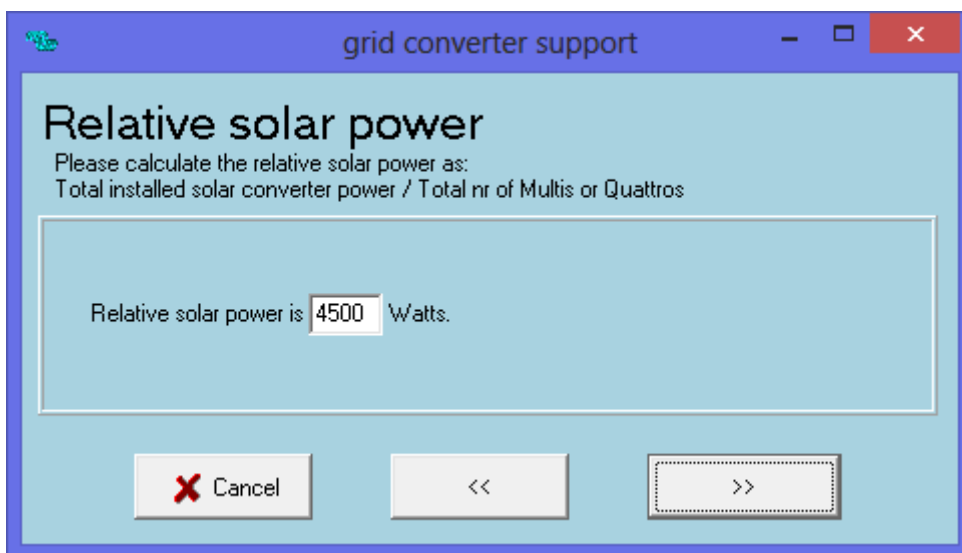 grid converter support
Relative solar power
Please calculate the relative solar power as:
Total installed solar converter power / Total nr of Multis or Quattros
Relative solar power is 4500 Watts.
Cancel << >>